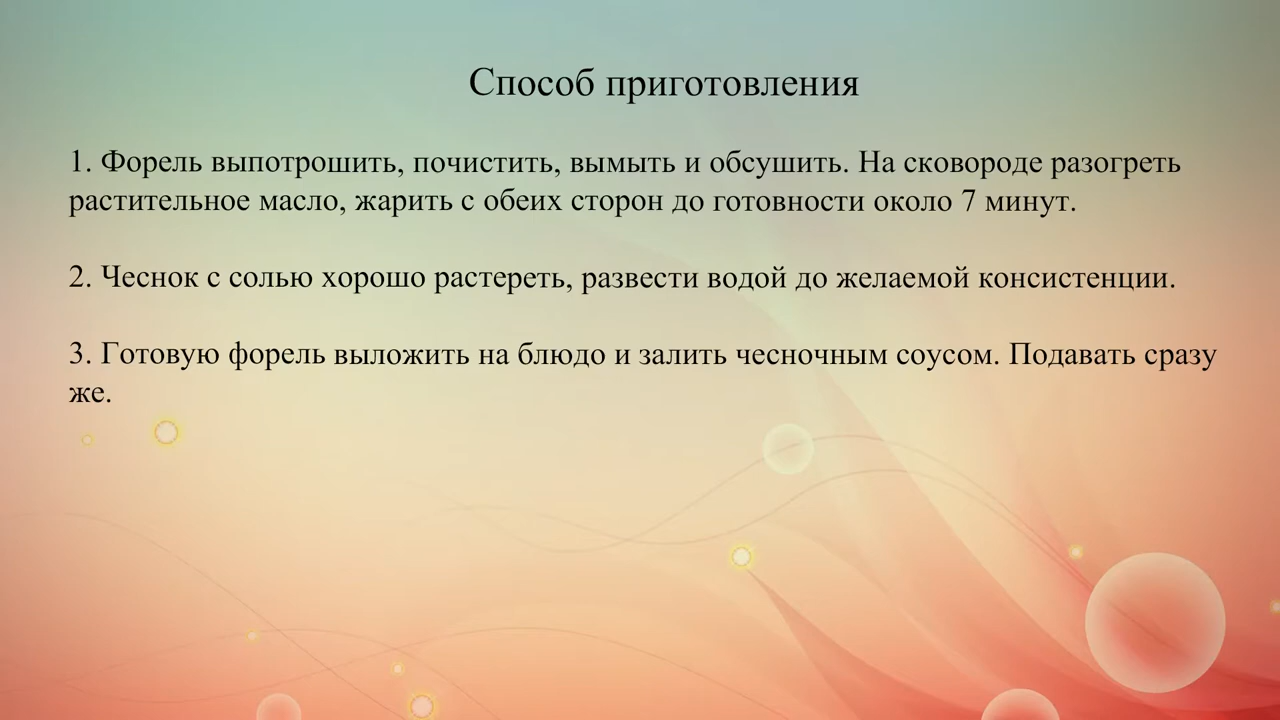 Способ приготовления
1. Форель выпотрошить, почистить, вымыть и обсушить. На сковороде разогреть
растительное масло, жарить с обеих сторон до готовности около 7 минут.
2. Чеснок с солью хорошо растереть, развести водой до желаемой консистенции.
3. Готовую форель выложить на блюдо и залить чесночным соусом. Подавать сразу
же.